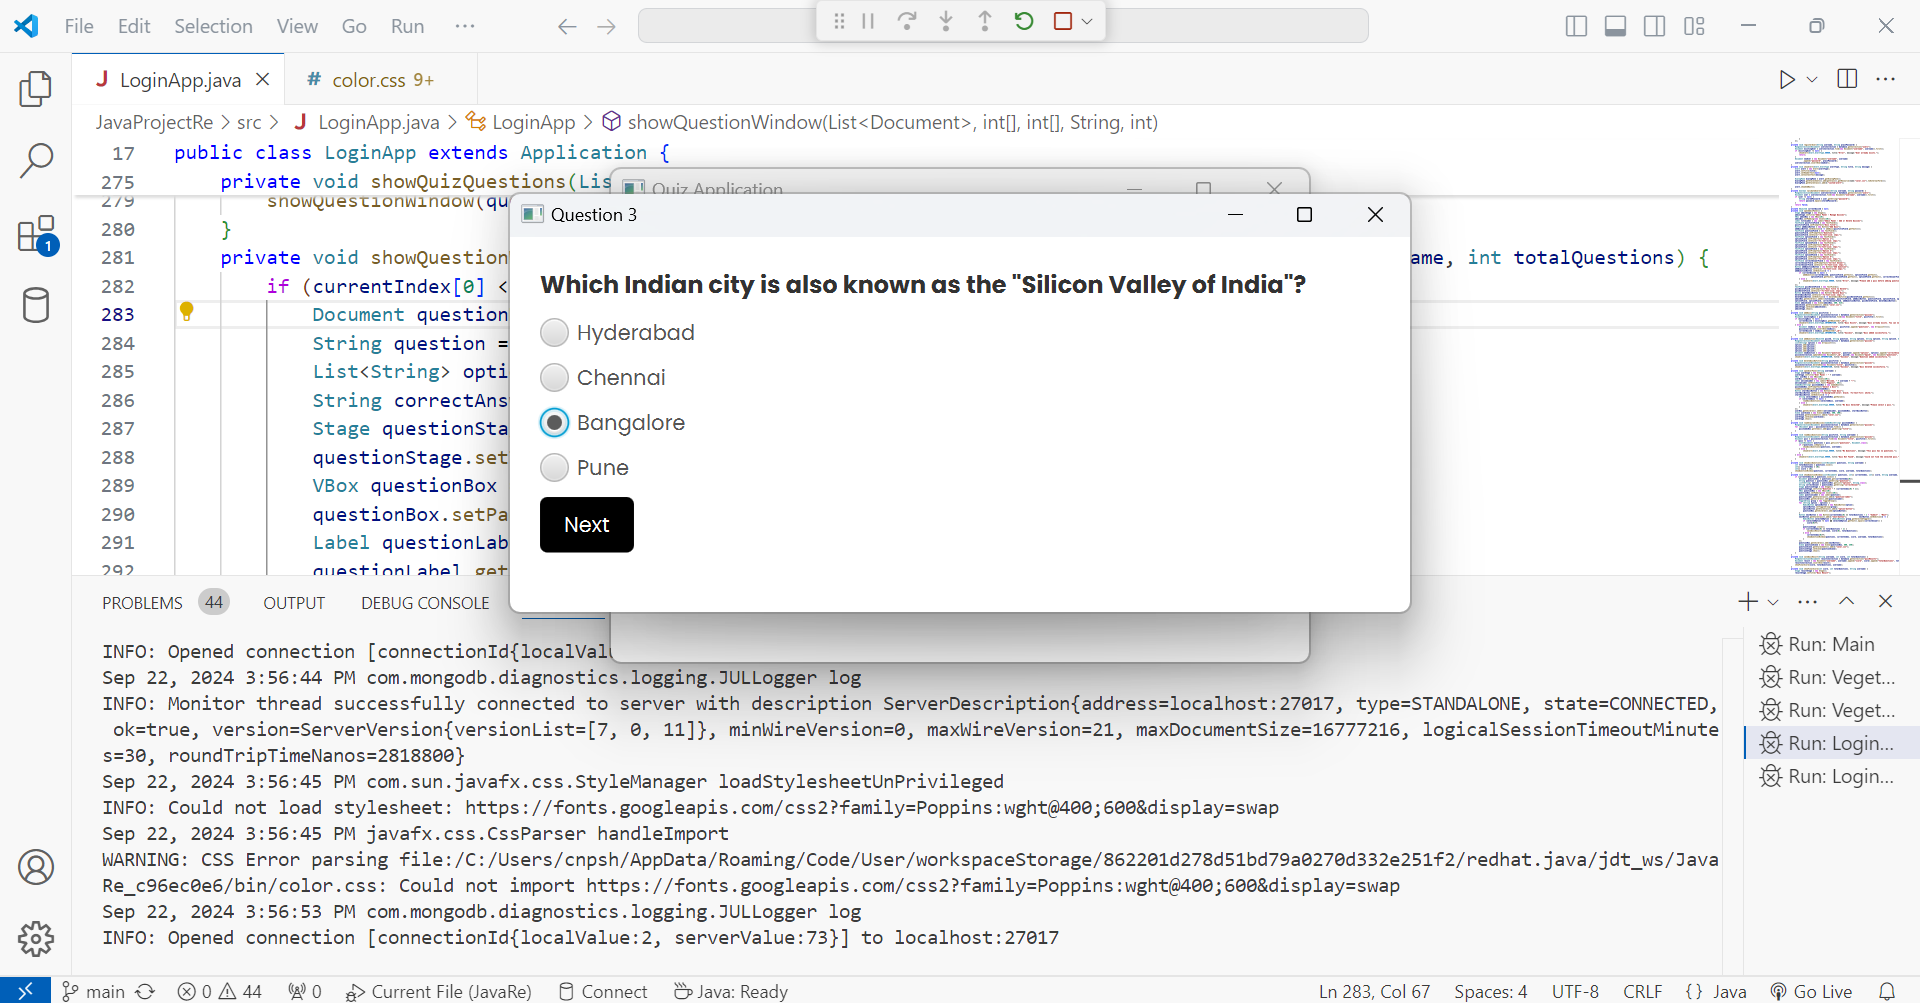 File Edit Selection View Go Run ···
LoginApp.java
# color.css 9+
JavaProjectRe > src > J LoginApp.java > LoginApp > showQuestionWindow(List<Document>, int[], int[], String, int)
17 public class LoginApp extends Application {
275 private void showQuizQuestions(Lis
279 showQuestionWindow(qu
280 }
281 private void showQuestion ame, int totalQuestions) {
282 if (currentIndex[0] <
283 Document question
284 String question =
285 List<String> opti
286 String correctAns
287 Stage questionSta
288 questionStage.set
289 VBox questionBox
290 questionBox.setPa
291 Label questionLab
292 questionLabel.get
Quiz Application
Question 3
Which Indian city is also known as the "Silicon Valley of India"?
Hyderabad
Chennai
Bangalore
Pune
Next
1
PROBLEMS 44 OUTPUT DEBUG CONSOLE
INFO: Opened connection [connectionId{localValu
Sep 22, 2024 3:56:44 PM com.mongodb.diagnostics.logging.JULLogger log
INFO: Monitor thread successfully connected to server with description ServerDescription{address=localhost:27017, type=STANDALONE, state=CONNECTED,
ok=true, version=ServerVersion{versionList=[7, 0, 11]}, minWireVersion=0, maxWireVersion=21, maxDocumentSize=16777216, logicalSessionTimeoutMinute
s=30, roundTripTimeNanos=2818800}
Sep 22, 2024 3:56:45 PM com.sun.javafx.css.StyleManager loadStylesheetUnPrivileged
INFO: Could not load stylesheet: https://fonts.googleapis.com/css2?family=Poppins:wght@400;600&display=swap
Sep 22, 2024 3:56:45 PM javafx.css.CssParser handleImport
WARNING: CSS Error parsing file:/C:/Users/cnpsh/AppData/Roaming/Code/User/workspaceStorage/862201d278d51bd79a0270d332e251f2/redhat.java/jdt_ws/Java
Re_c96ec0e6/bin/color.css: Could not import https://fonts.googleapis.com/css2?family=Poppins:wght@400;600&display=swap
Sep 22, 2024 3:56:53 PM com.mongodb.diagnostics.logging.JULLogger log
INFO: Opened connection [connectionId{localValue:2, serverValue:73}] to localhost:27017
Run: Main
Run: Veget...
Run: Veget...
Run: Login...
Run: Login...
main 0 44 0 Current File (JavaRe) Connect Java: Ready Ln 283, Col 67 Spaces: 4 UTF-8 CRLF {} Java Go Live